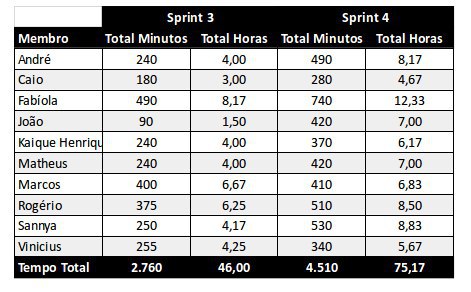 Sprint 3 Sprint 4
Membro Total Minutos Total Horas Total Minutos Total Horas
André 240 4,00 490 8,17
Caio 180 3,00 280 4,67
Fabíola 490 8,17 740 12,33
João 90 1,50 420 7,00
Kaique Henriqu 240 4,00 370 6,17
Matheus 240 4,00 420 7,00
Marcos 400 6,67 410 6,83
Rogério 375 6,25 510 8,50
Sannya 250 4,17 530 8,83
Vinicius 255 4,25 340 5,67
Tempo Total 2.760 46,00 4.510 75,17